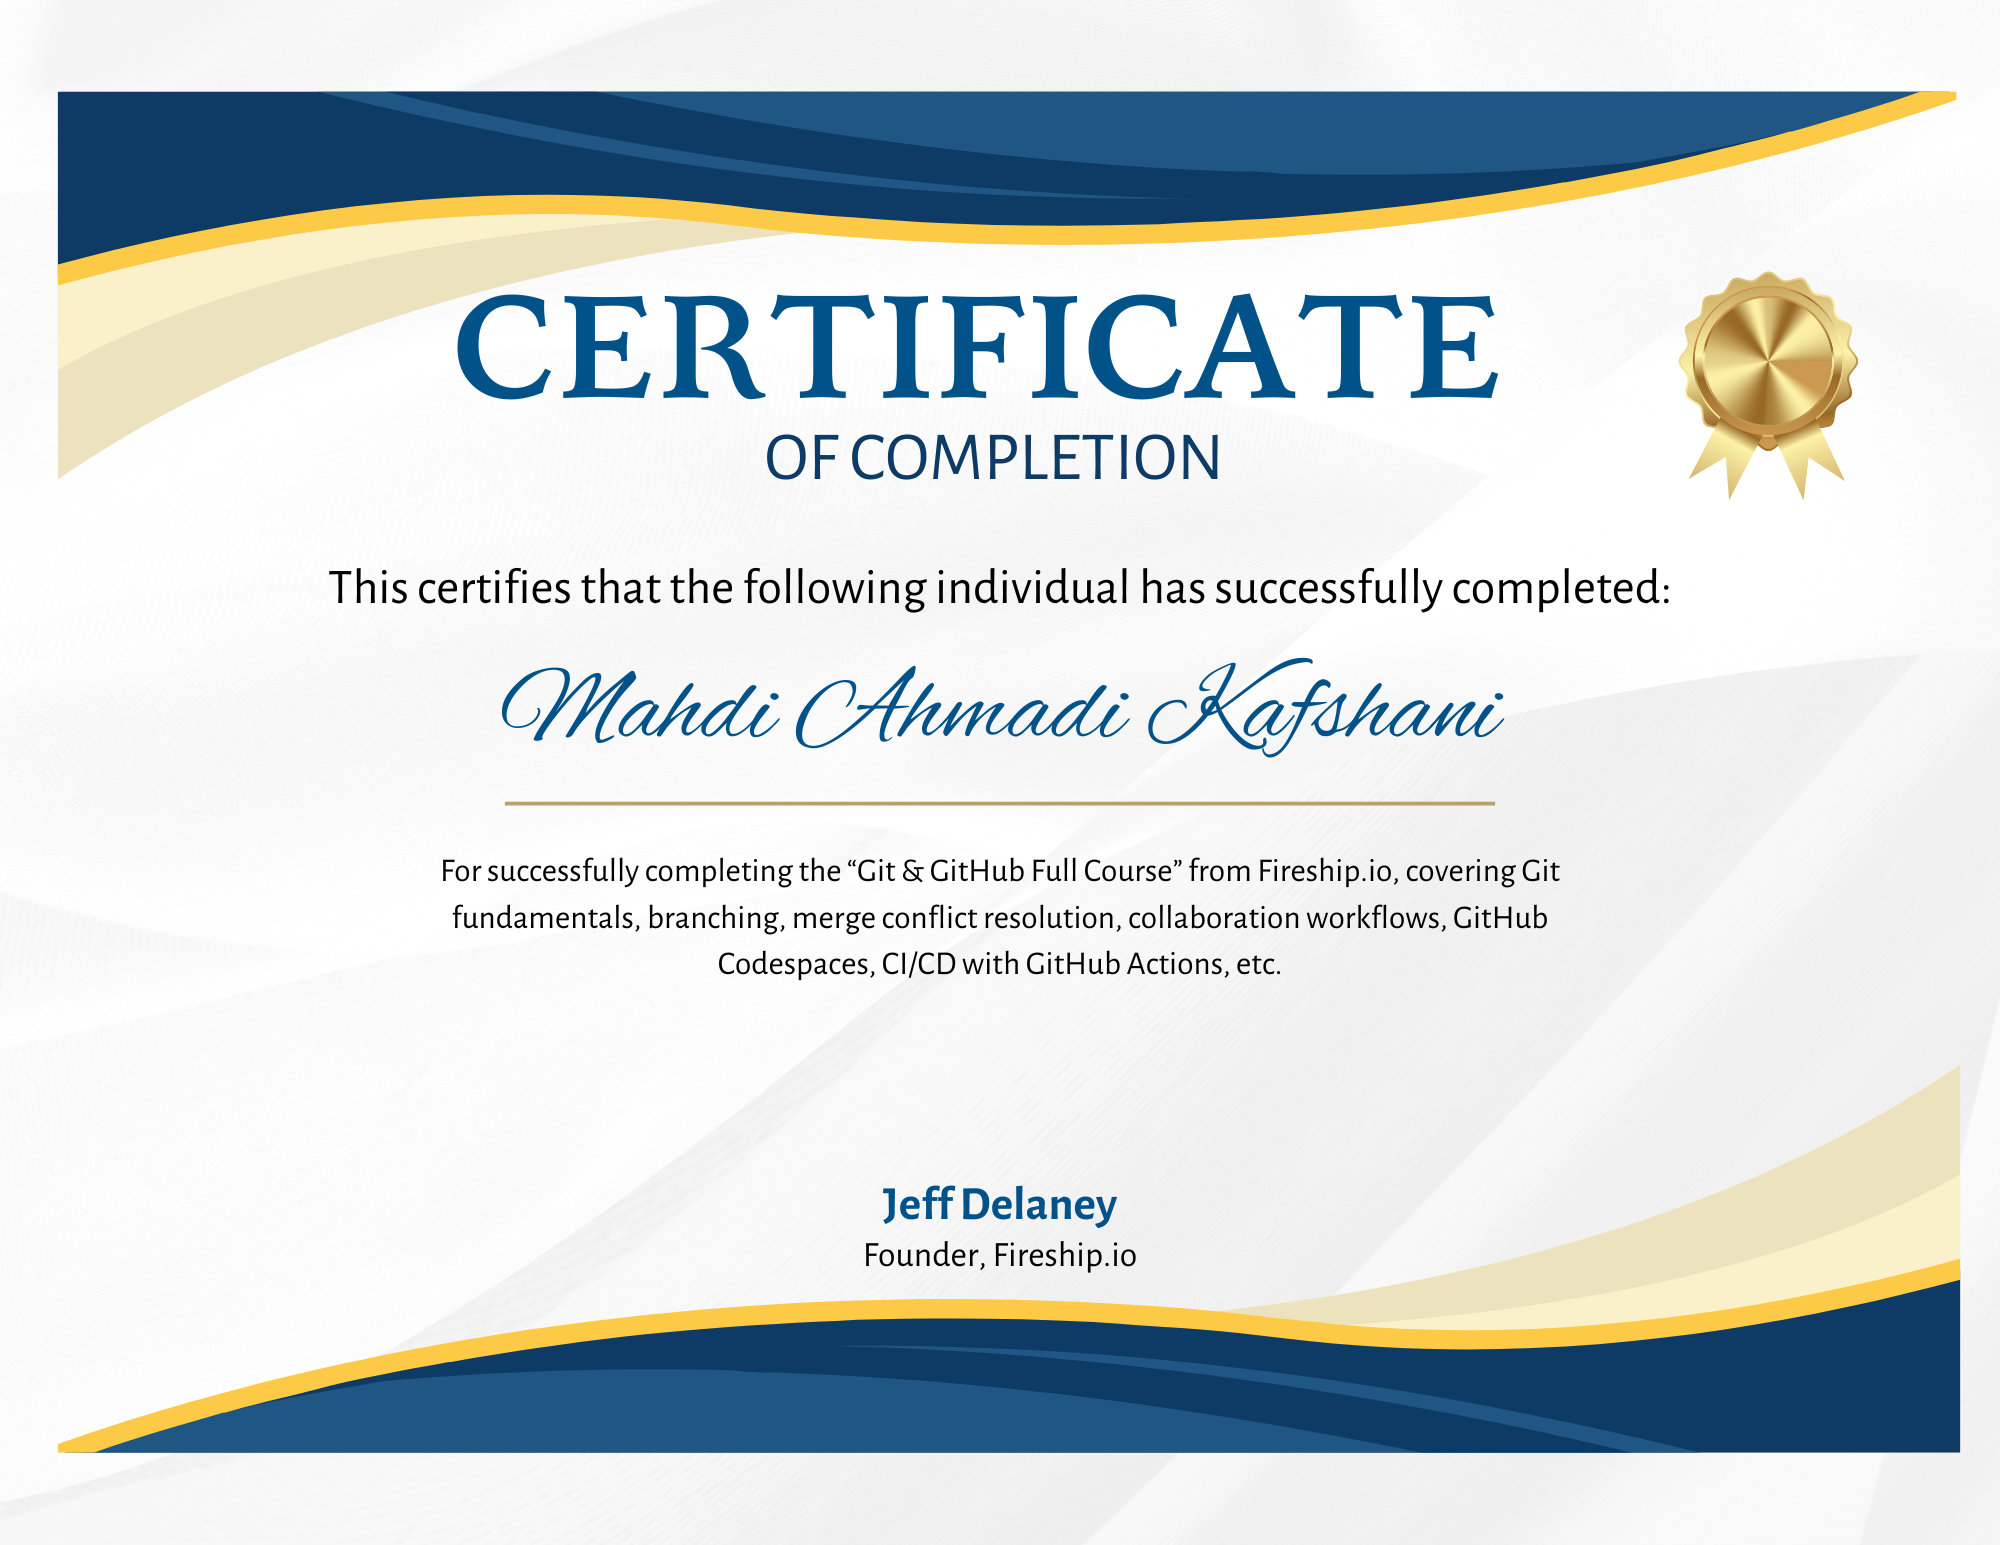 CERTIFICATE
OF COMPLETION
This certifies that the following individual has successfully completed:
Mahdi Ahmadi Kafshani
For successfully completing the “Git & GitHub Full Course” from Fireship.io, covering Git
fundamentals, branching, merge conflict resolution, collaboration workflows, GitHub
Codespaces, CI/CD with GitHub Actions, etc.
Jeff Delaney
Founder, Fireship.io